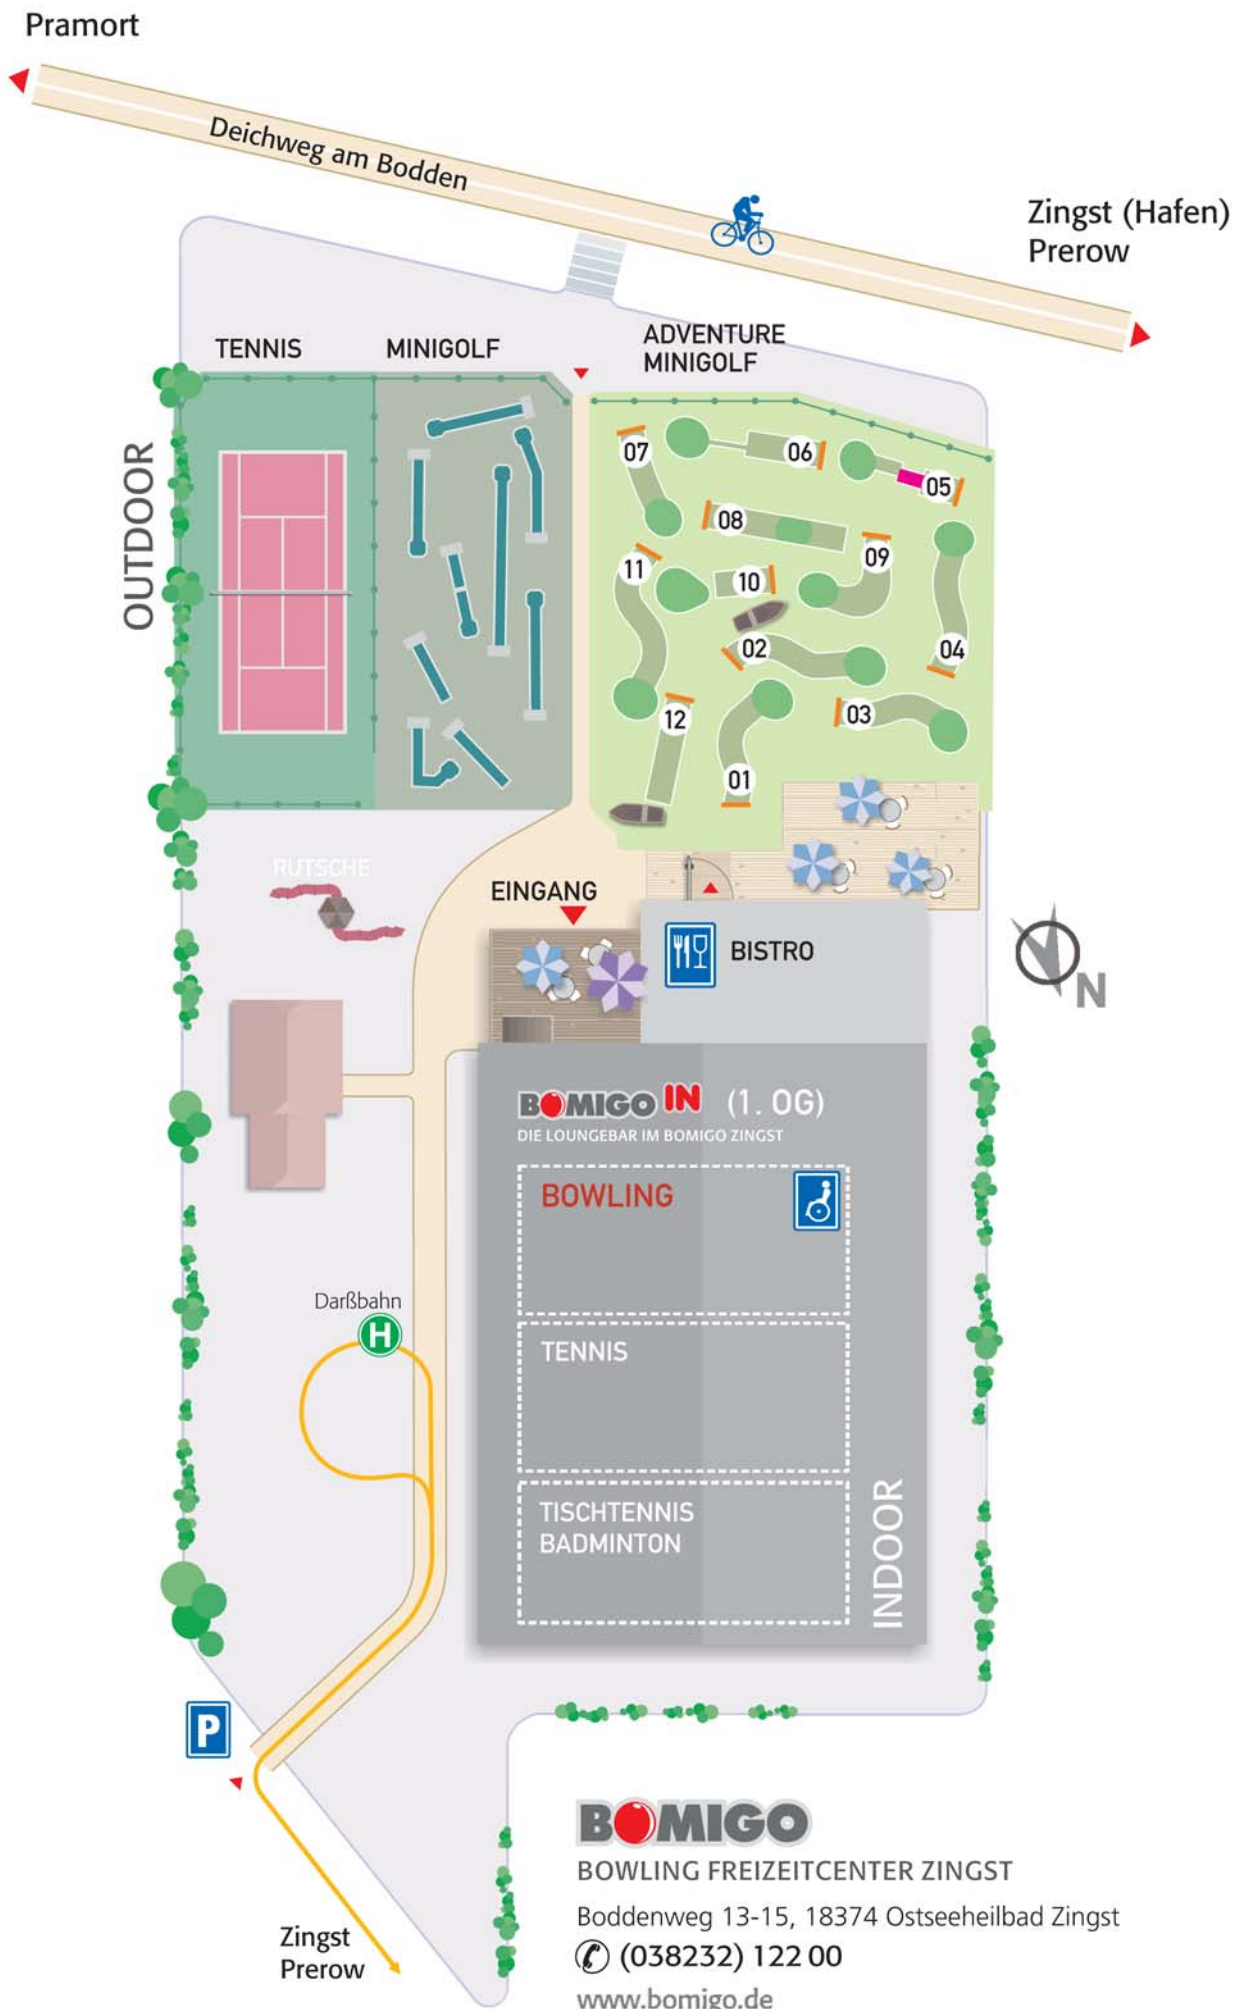 Pramort
Deichweg am Bodden
Zingst (Hafen)
Prerow
TENNIS
MINIGOLF
ADVENTURE
MINIGOLF
OUTDOOR
07
06
05
08
09
11
10
02
04
12
03
01
RUTSCHE
EINGANG
BISTRO
N
BOMIGO IN (1. OG)
DIE LOUNGEBAR IM BOMIGO ZINGST
BOWLING
Darßbahn
H
TENNIS
TISCHTENNIS
BADMINTON
INDOOR
P
Zingst
Prerow
BOMIGO
BOWLING FREIZEITCENTER ZINGST
Boddenweg 13-15, 18374 Ostseeheilbad Zingst
(038232) 122 00
www.bomigo.de